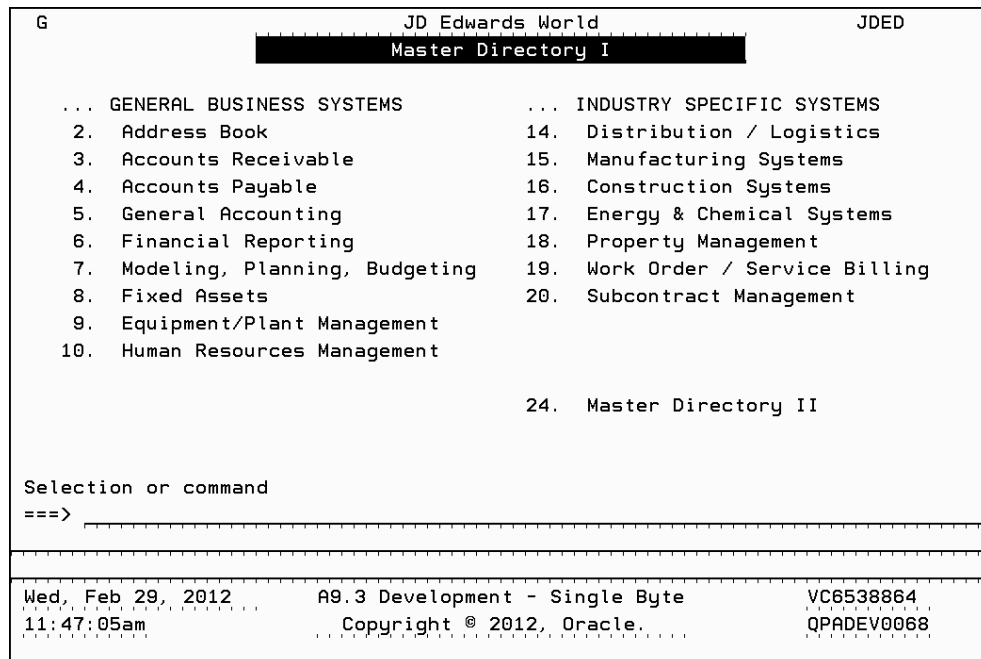 G JD Edwards World JDED
Master Directory I
... GENERAL BUSINESS SYSTEMS ... INDUSTRY SPECIFIC SYSTEMS
2. Address Book 14. Distribution / Logistics
3. Accounts Receivable 15. Manufacturing Systems
4. Accounts Payable 16. Construction Systems
5. General Accounting 17. Energy & Chemical Systems
6. Financial Reporting 18. Property Management
7. Modeling, Planning, Budgeting 19. Work Order / Service Billing
8. Fixed Assets 20. Subcontract Management
9. Equipment/Plant Management
10. Human Resources Management
24. Master Directory II
Selection or command
===>
Wed, Feb 29, 2012 A9.3 Development - Single Byte VC6538864
11:47:05am Copyright © 2012, Oracle. QPADEV0068